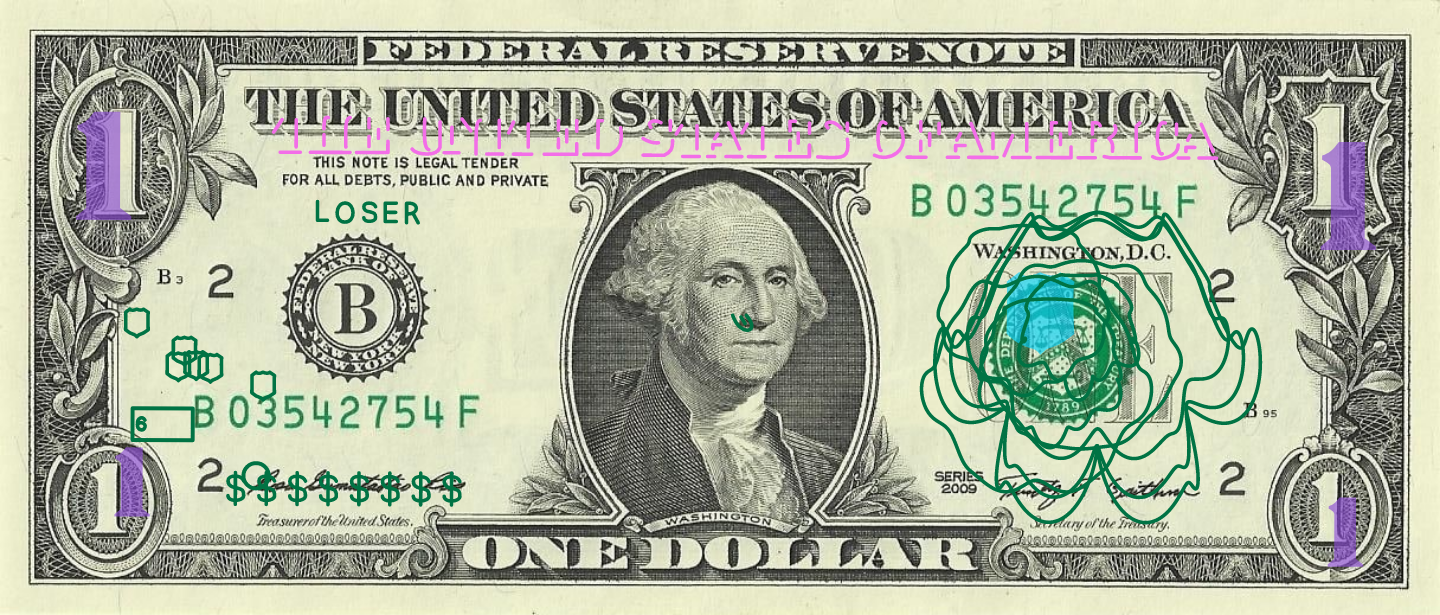 FEDERAL RESERVE NOTE
THE UNITED STATES OF AMERICA
THE UNITED STATES OF AMERICA
THIS NOTE IS LEGAL TENDER
FOR ALL DEBTS, PUBLIC AND PRIVATE
LOSER
B 03542754 F
WASHINGTON, D.C.
1
1
B 3
2
FEDERAL RESERVE BANK OF NEW YORK NEW YORK
B
2
B 03542754 F
6
B 95
2
$ $ $ $ $ $ $ $
SERIES
2009
2
Treasurer of the United States.
WASHINGTON
Secretary of the Treasury.
1
1
ONE DOLLAR
1789